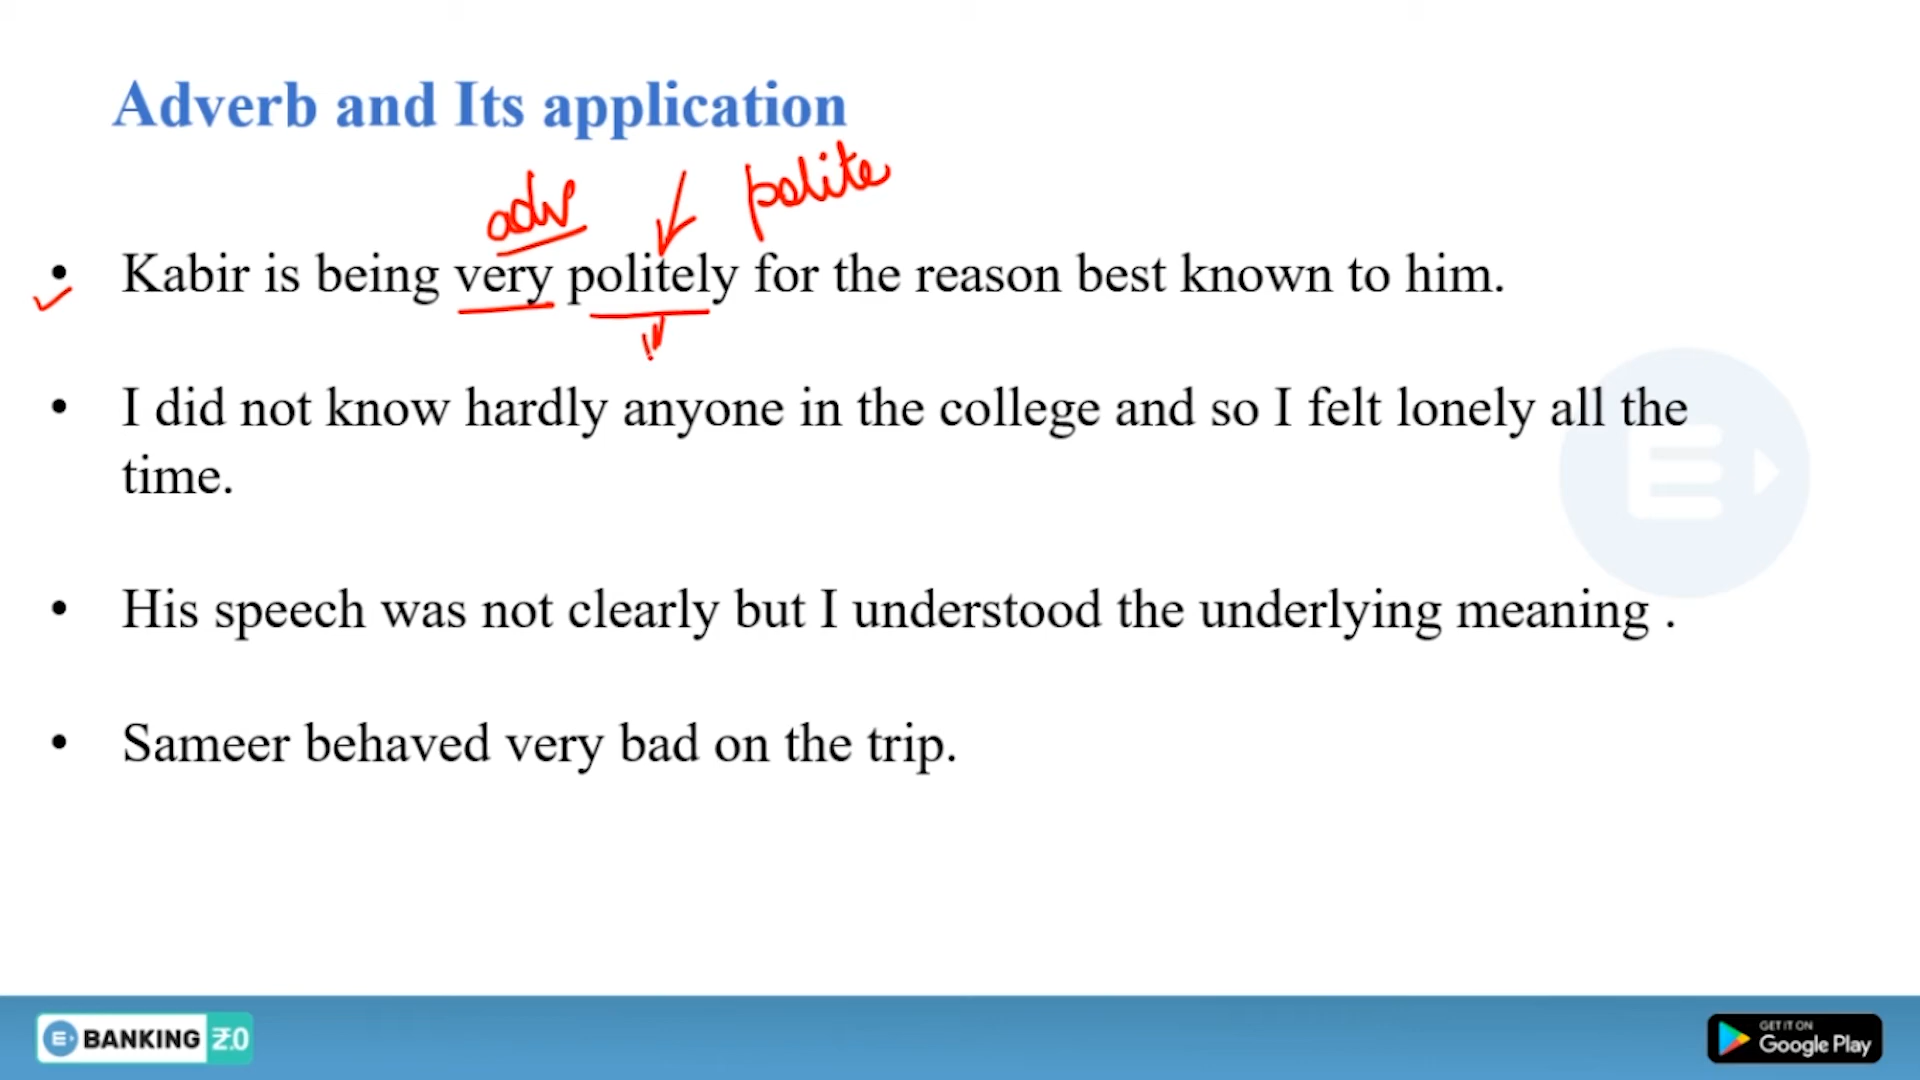 Adverb and Its application
adv polite
• Kabir is being very politely for the reason best known to him.
• I did not know hardly anyone in the college and so I felt lonely all the
time.
• His speech was not clearly but I understood the underlying meaning .
• Sameer behaved very bad on the trip.
BANKING ₹.0
GET IT ON
Google Play